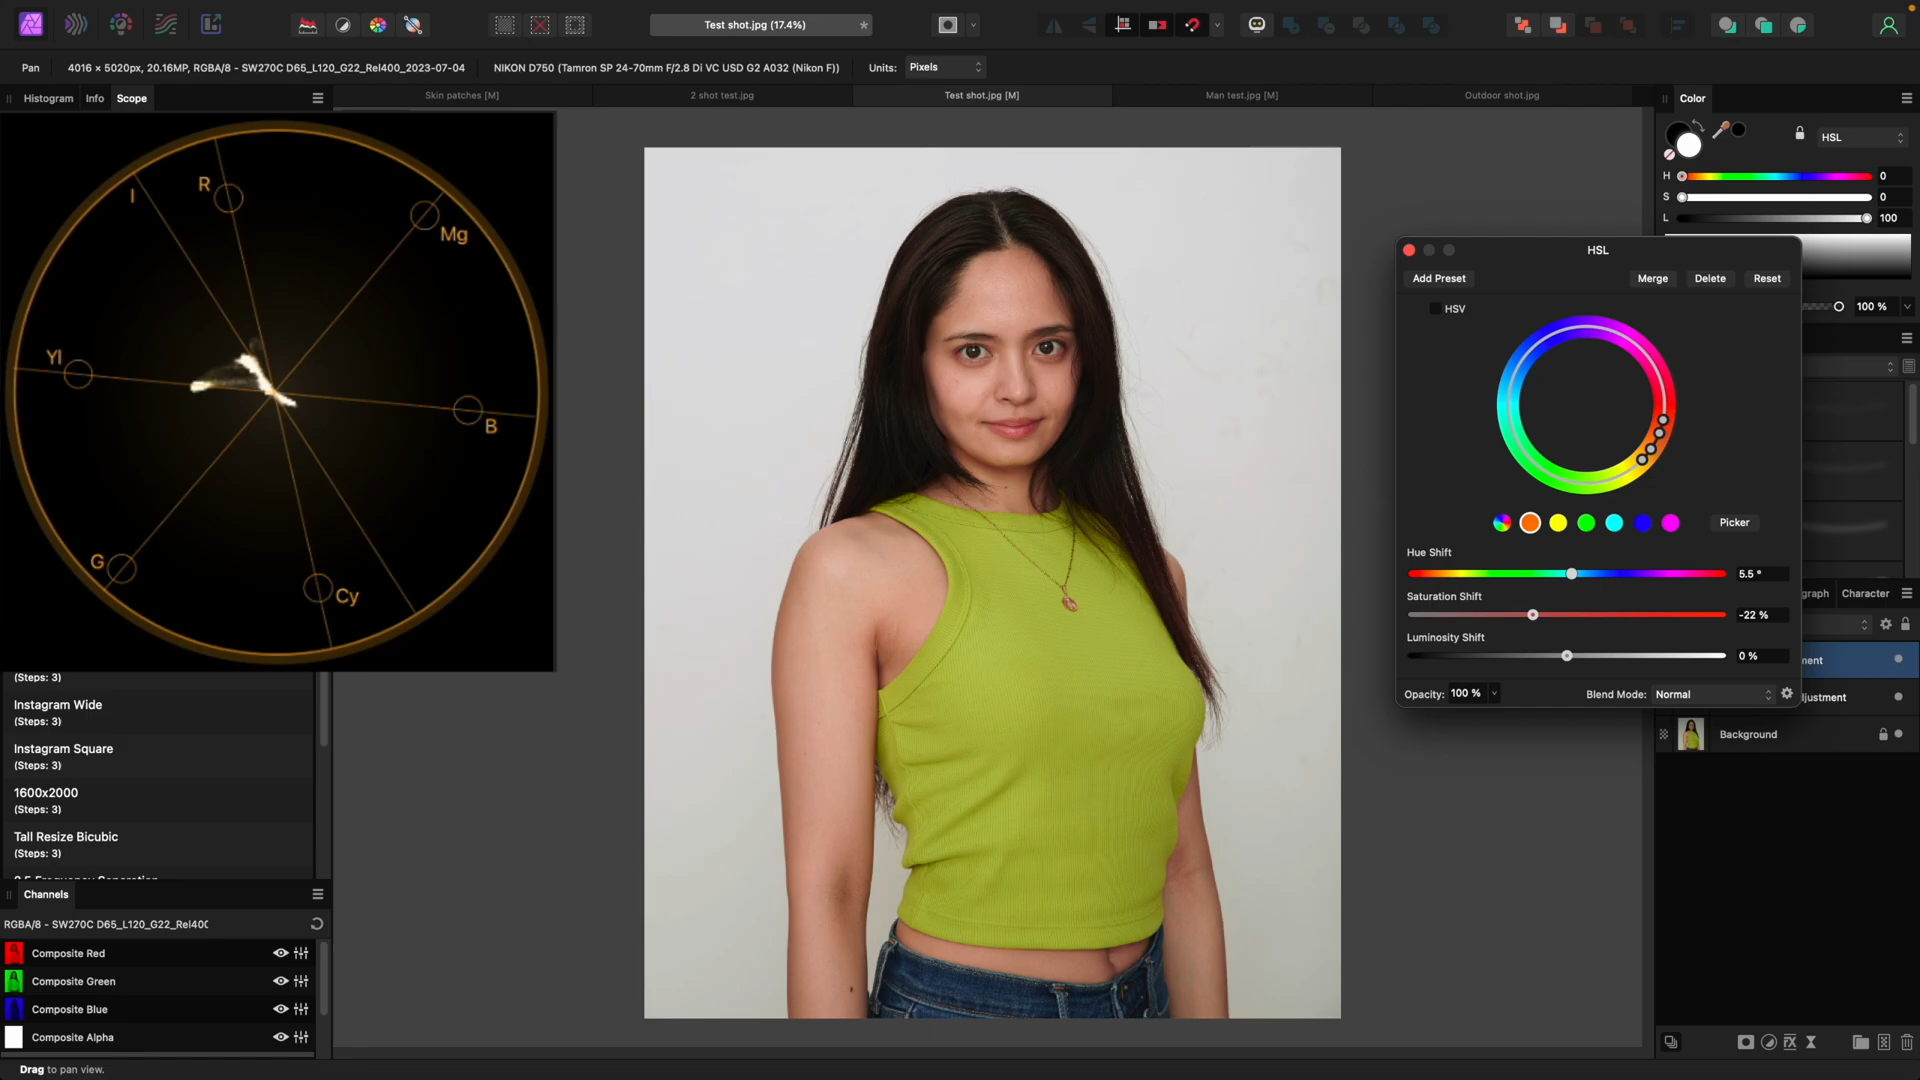 Test shot.jpg (17.4%)
*
Pan
4016 × 5020px, 20.16MP, RGBA/8 - SW270C D65_L120_G22_Rel400_2023-07-04
NIKON D750 (Tamron SP 24-70mm F/2.8 Di VC USD G2 A032 (Nikon F))
Units:
Pixels
Histogram
Info
Scope
Skin patches [M]
2 shot test.jpg
Test shot.jpg [M]
Man test.jpg [M]
Outdoor shot.jpg
Color
HSL
H
0
S
0
L
100
100 %
R
I
Mg
Yl
B
G
Cy
HSL
Add Preset
Merge
Delete
Reset
HSV
Picker
Hue Shift
5.5 °
Saturation Shift
-22 %
Luminosity Shift
0 %
Opacity:
100 %
Blend Mode:
Normal
graph
Character
ment
justment
Background
(Steps: 3)
Instagram Wide
(Steps: 3)
Instagram Square
(Steps: 3)
1600x2000
(Steps: 3)
Tall Resize Bicubic
(Steps: 3)
Channels
RGBA/8 - SW270C D65_L120_G22_Rel400
Composite Red
Composite Green
Composite Blue
Composite Alpha
Drag to pan view.